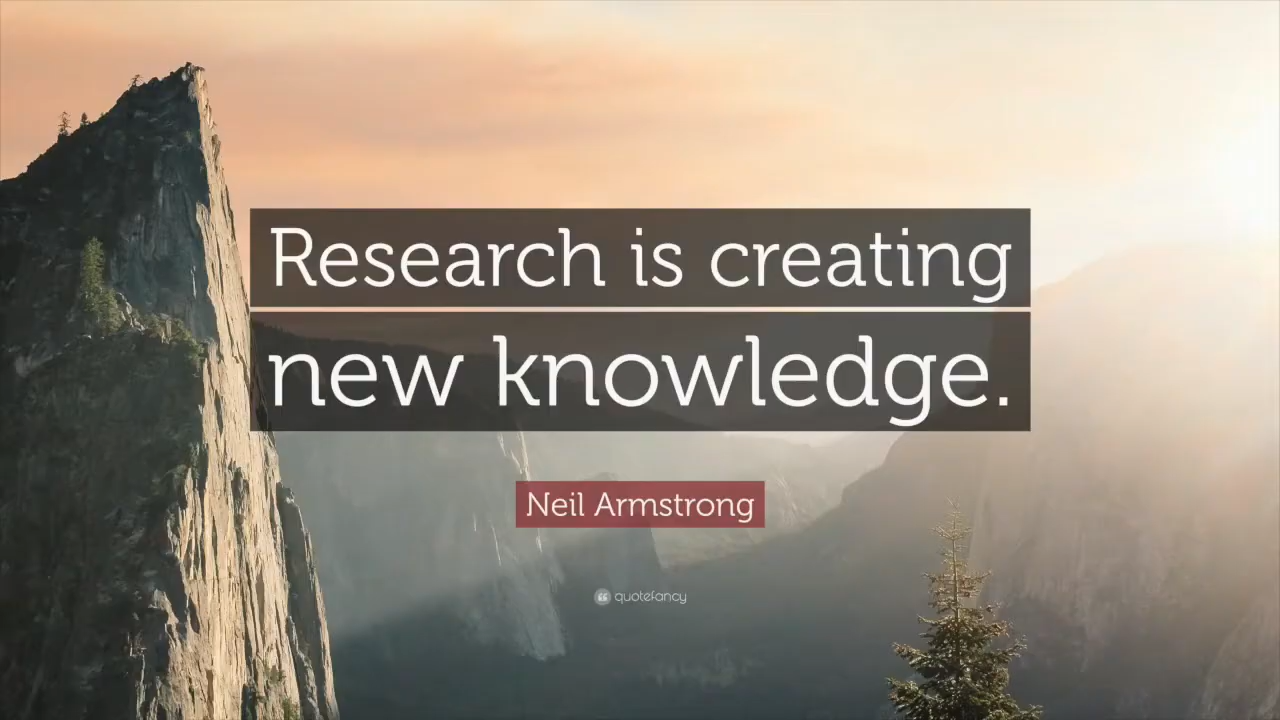 Research is creating
new knowledge.
Neil Armstrong
quotefancy